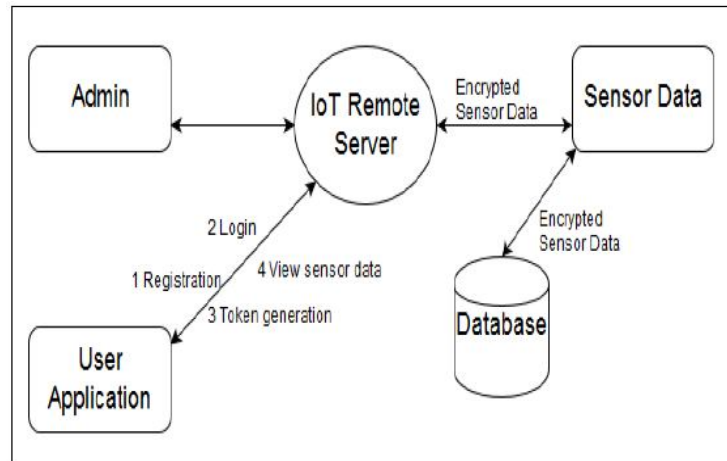 Admin
IoT Remote
Server
Encrypted
Sensor Data
Sensor Data
2 Login
1 Registration
4 View sensor data
3 Token generation
Encrypted
Sensor Data
User
Application
Database